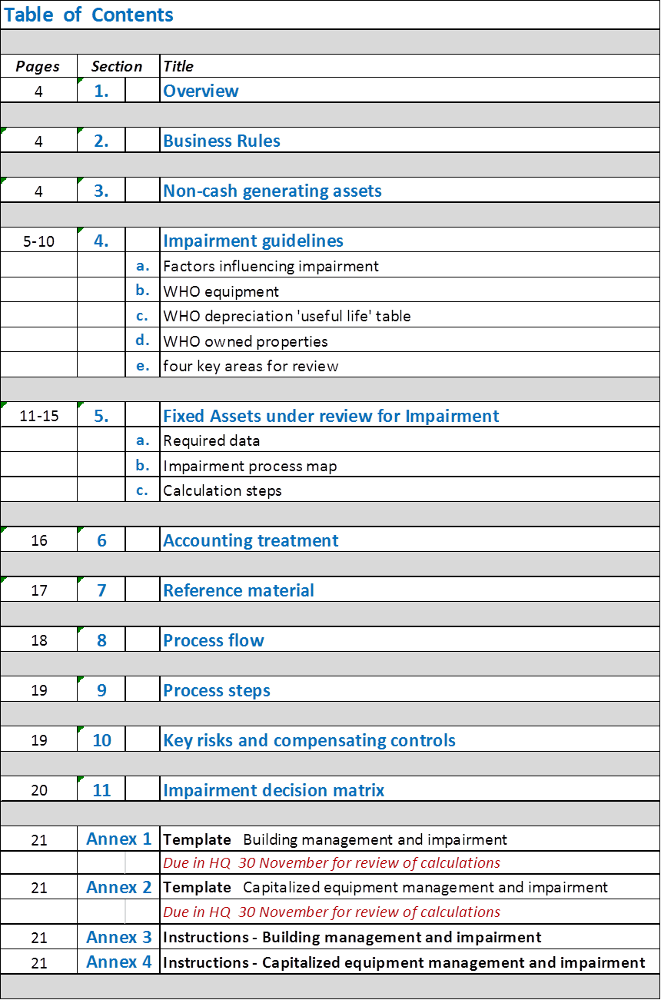 Table of Contents
Pages Section Title
4 1. Overview
4 2. Business Rules
4 3. Non-cash generating assets
5-10 4. Impairment guidelines
a. Factors influencing impairment
b. WHO equipment
c. WHO depreciation 'useful life' table
d. WHO owned properties
e. four key areas for review
11-15 5. Fixed Assets under review for Impairment
a. Required data
b. Impairment process map
c. Calculation steps
16 6 Accounting treatment
17 7 Reference material
18 8 Process flow
19 9 Process steps
19 10 Key risks and compensating controls
20 11 Impairment decision matrix
21 Annex 1 Template Building management and impairment
Due in HQ 30 November for review of calculations
21 Annex 2 Template Capitalized equipment management and impairment
Due in HQ 30 November for review of calculations
21 Annex 3 Instructions - Building management and impairment
21 Annex 4 Instructions - Capitalized equipment management and impairment